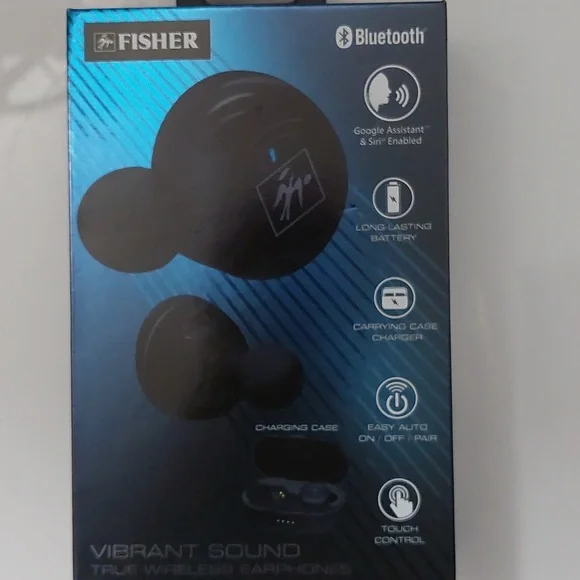 FISHER
Bluetooth
Google Assistant™
& Siri® Enabled
LONG-LASTING
BATTERY
CARRYING CASE
CHARGER
EASY AUTO
ON / OFF / PAIR
CHARGING CASE
TOUCH
CONTROL
VIBRANT SOUND
TRUE WIRELESS EARPHONES